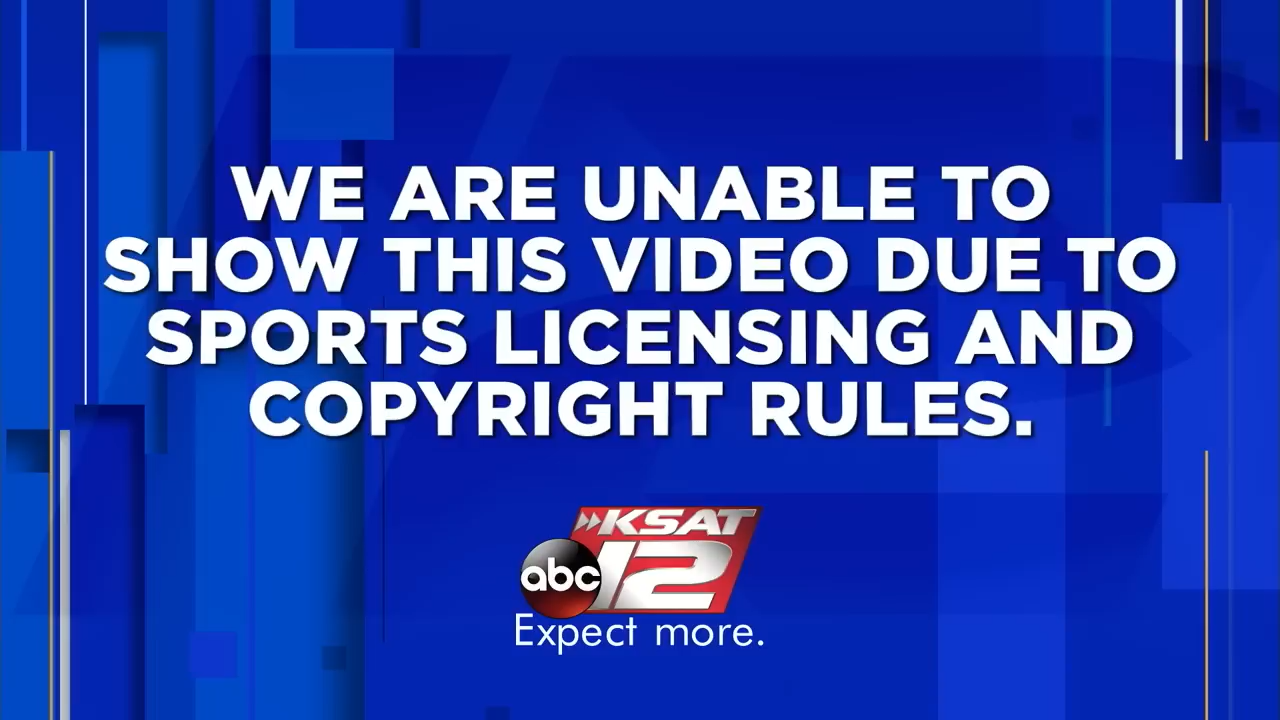 WE ARE UNABLE TO
SHOW THIS VIDEO DUE TO
SPORTS LICENSING AND
COPYRIGHT RULES.
KSAT
abc 12
Expect more.